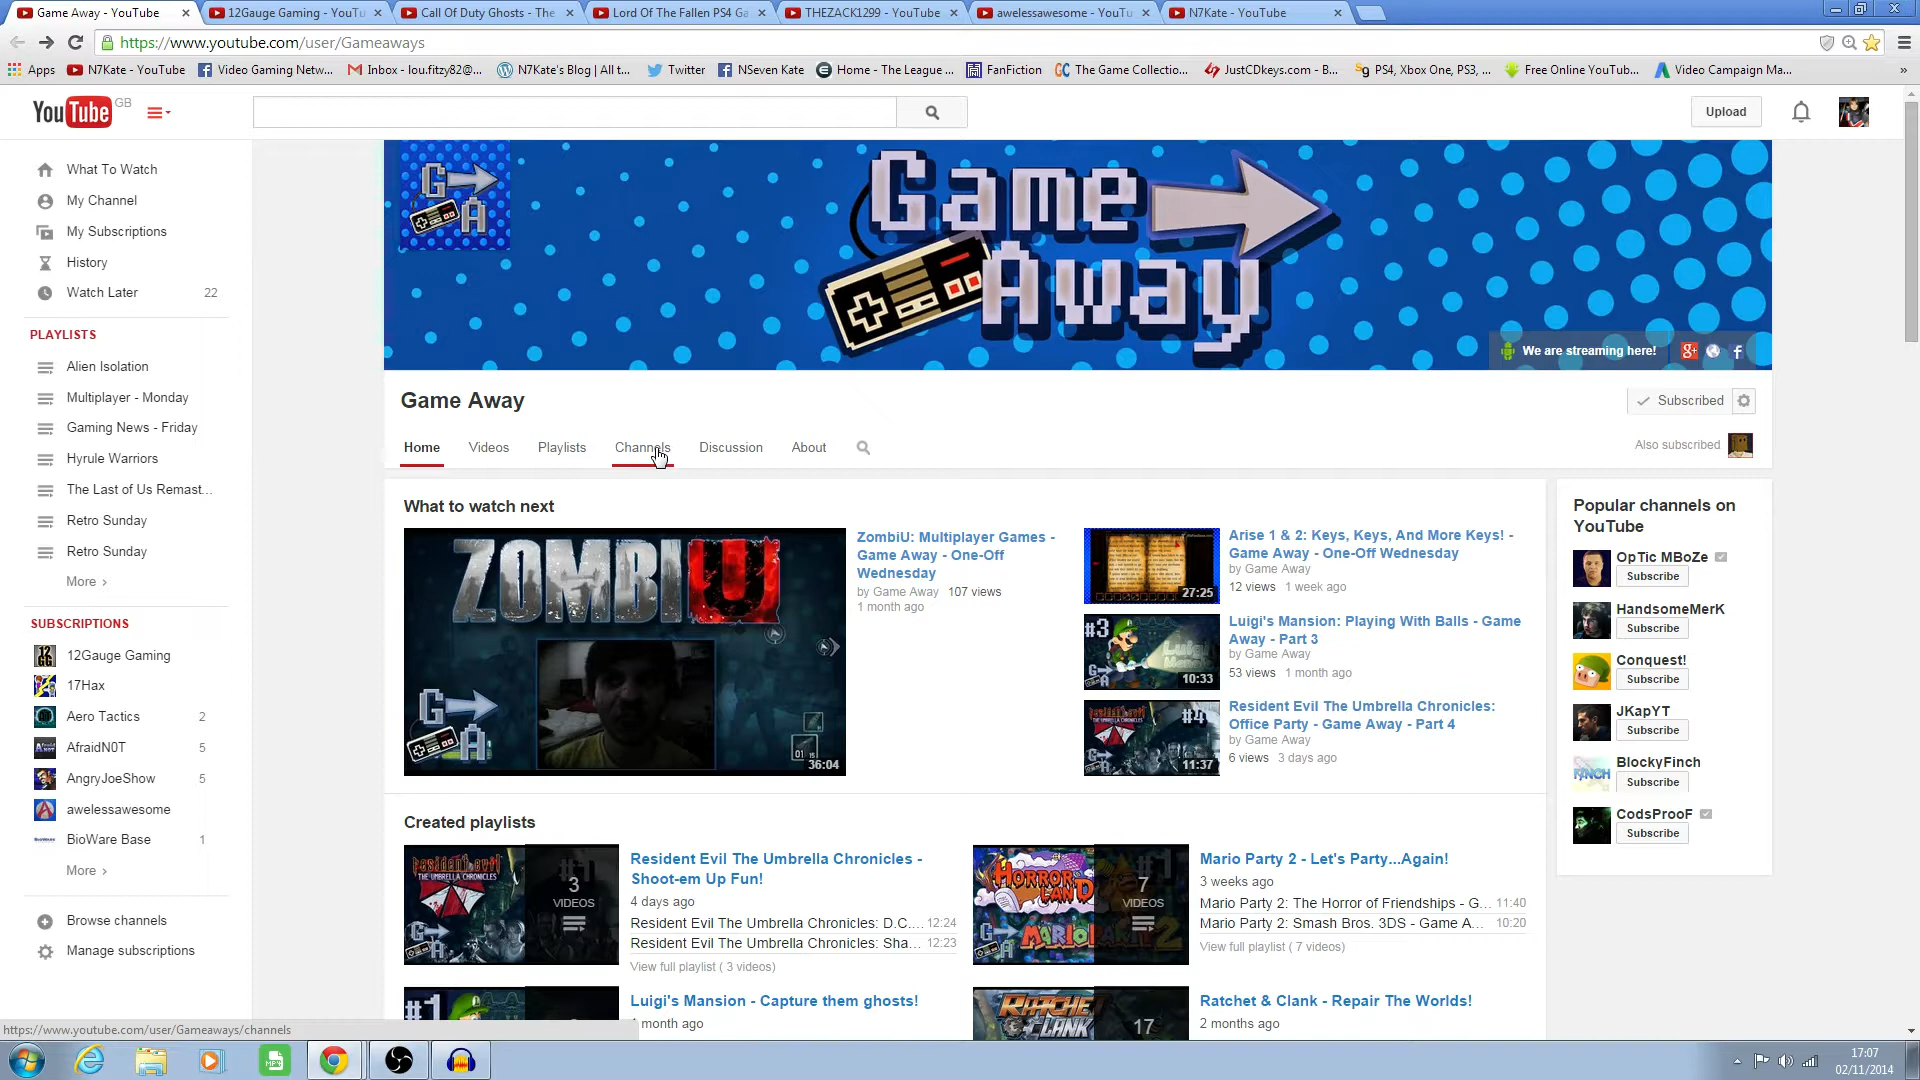 Game Away - YouTube
12Gauge Gaming - YouTu
Call Of Duty Ghosts - The
Lord Of The Fallen PS4 Ga
THEZACK1299 - YouTube
awelessawesome - YouTu
N7Kate - YouTube
https://www.youtube.com/user/Gameaways
Apps
N7Kate - YouTube
Video Gaming Netw...
Inbox - lou.fitzy82@...
N7Kate's Blog | All t...
Twitter
NSeven Kate
Home - The League ...
FanFiction
The Game Collectio...
JustCDkeys.com - B...
PS4, Xbox One, PS3, ...
Free Online YouTub...
Video Campaign Ma...
YouTube GB
Upload
What To Watch
My Channel
My Subscriptions
History
Watch Later 22
PLAYLISTS
Alien Isolation
Multiplayer - Monday
Gaming News - Friday
Hyrule Warriors
The Last of Us Remast...
Retro Sunday
Retro Sunday
More ›
SUBSCRIPTIONS
12Gauge Gaming
17Hax
Aero Tactics 2
AfraidN0T 5
AngryJoeShow 5
awelessawesome
BioWare Base 1
More ›
Browse channels
Manage subscriptions
G A
Game
Away
We are streaming here!
Game Away
Subscribed
Home Videos Playlists Channels Discussion About
Also subscribed
What to watch next
ZOMBIU
G A
01
36:04
ZombiU: Multiplayer Games -
Game Away - One-Off
Wednesday
by Game Away 107 views
1 month ago
27:25
Arise 1 & 2: Keys, Keys, And More Keys! -
Game Away - One-Off Wednesday
by Game Away
12 views 1 week ago
#3
10:33
Luigi's Mansion: Playing With Balls - Game
Away - Part 3
by Game Away
53 views 1 month ago
#4
11:37
Resident Evil The Umbrella Chronicles:
Office Party - Game Away - Part 4
by Game Away
6 views 3 days ago
Popular channels on
YouTube
OpTic MBoZe
Subscribe
HandsomeMerK
Subscribe
Conquest!
Subscribe
JKapYT
Subscribe
BlockyFinch
Subscribe
CodsProoF
Subscribe
Created playlists
resident evil
THE UMBRELLA CHRONICLES
#1
3
VIDEOS
Resident Evil The Umbrella Chronicles -
Shoot-em Up Fun!
4 days ago
Resident Evil The Umbrella Chronicles: D.C.... 12:24
Resident Evil The Umbrella Chronicles: Sha... 12:23
View full playlist ( 3 videos)
HORROR
LAND
MARIO
#1
7
VIDEOS
Mario Party 2 - Let's Party...Again!
3 weeks ago
Mario Party 2: The Horror of Friendships - G... 11:40
Mario Party 2: Smash Bros. 3DS - Game A... 10:20
View full playlist ( 7 videos)
#1
Luigi's Mansion - Capture them ghosts!
month ago
RATCHET
CLANK
17
Ratchet & Clank - Repair The Worlds!
2 months ago
https://www.youtube.com/user/Gameaways/channels
17:07
02/11/2014